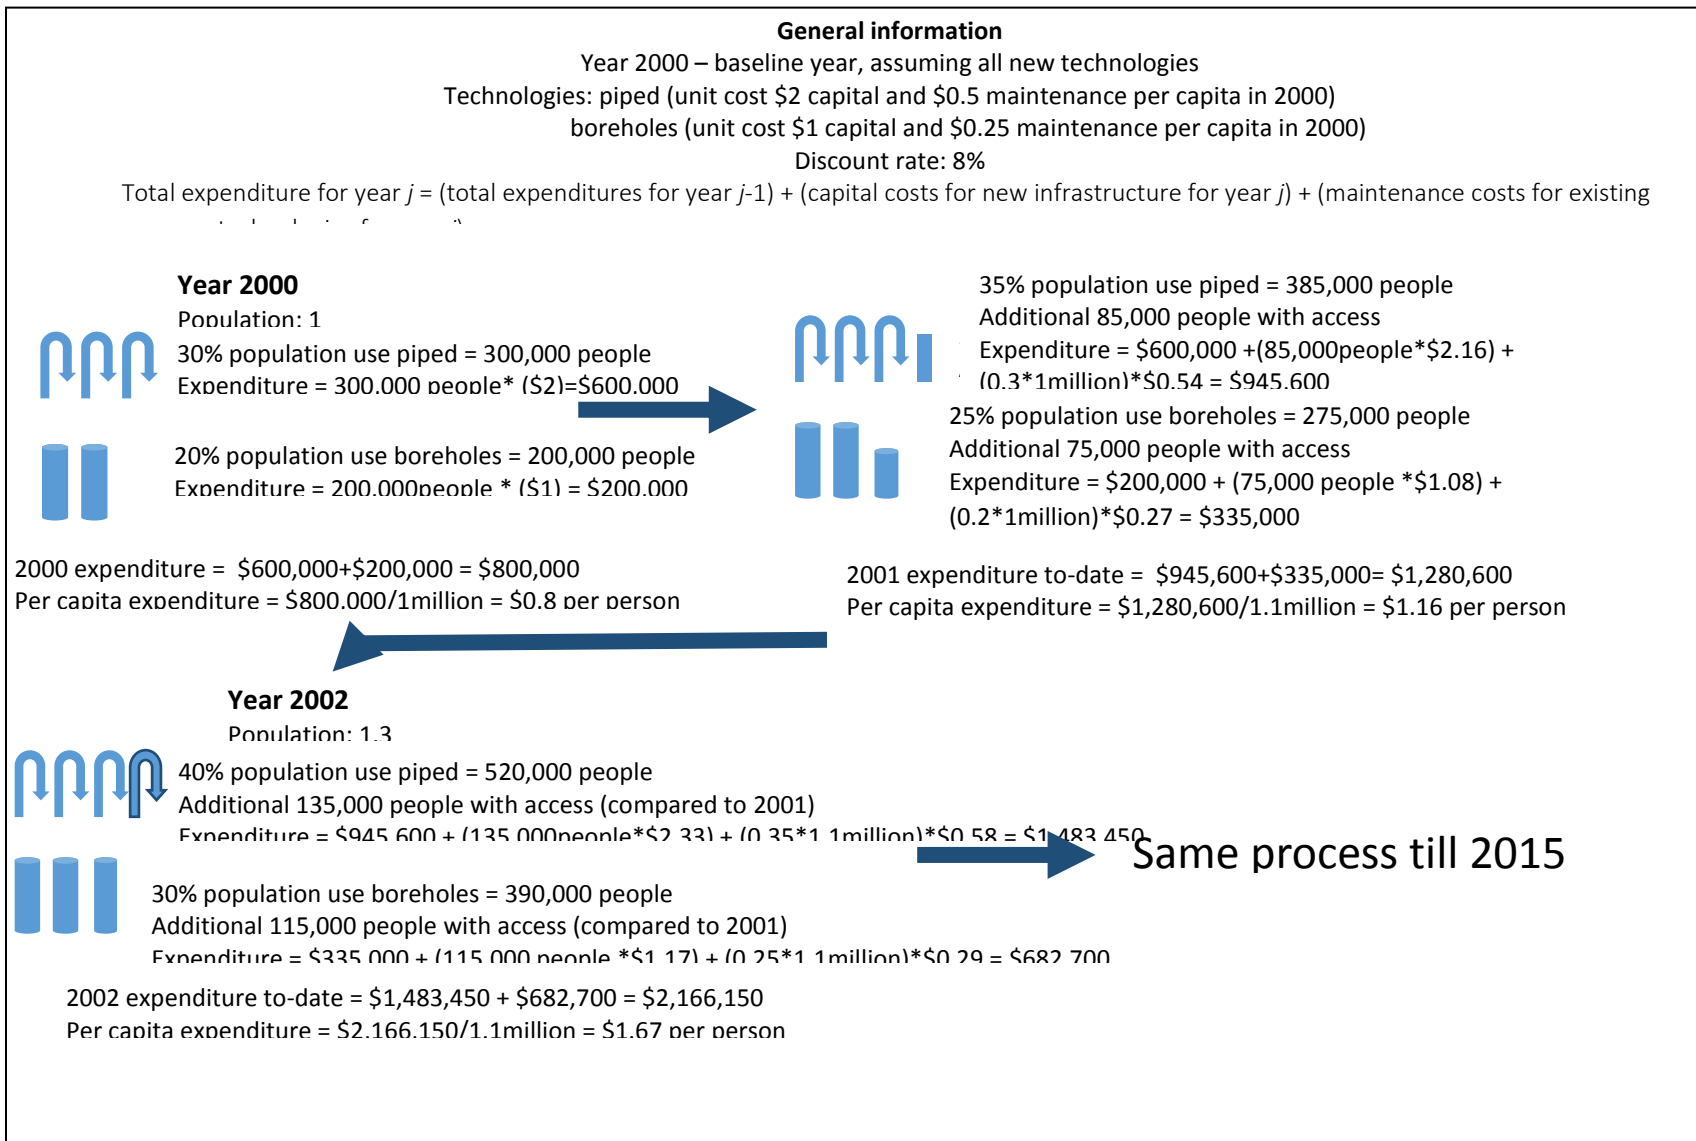 General information
Year 2000 – baseline year, assuming all new technologies
Technologies: piped (unit cost $2 capital and $0.5 maintenance per capita in 2000)
boreholes (unit cost $1 capital and $0.25 maintenance per capita in 2000)
Discount rate: 8%
Total expenditure for year j = (total expenditures for year j-1) + (capital costs for new infrastructure for year j) + (maintenance costs for existing
Year 2000
Population: 1
30% population use piped = 300,000 people
Expenditure = 300,000 people* ($2)=$600,000
20% population use boreholes = 200,000 people
Expenditure = 200,000people * ($1) = $200,000
2000 expenditure = $600,000+$200,000 = $800,000
Per capita expenditure = $800,000/1million = $0.8 per person
35% population use piped = 385,000 people
Additional 85,000 people with access
Expenditure = $600,000 +(85,000people*$2.16) +
(0.3*1million)*$0.54 = $945,600
25% population use boreholes = 275,000 people
Additional 75,000 people with access
Expenditure = $200,000 + (75,000 people *$1.08) +
(0.2*1million)*$0.27 = $335,000
2001 expenditure to-date = $945,600+$335,000= $1,280,600
Per capita expenditure = $1,280,600/1.1million = $1.16 per person
Year 2002
Population: 1.3
40% population use piped = 520,000 people
Additional 135,000 people with access (compared to 2001)
Expenditure = $945,600 + (135,000people*$2.33) + (0.35*1.1million)*$0.58 = $1,483,450
30% population use boreholes = 390,000 people
Additional 115,000 people with access (compared to 2001)
Expenditure = $335,000 + (115,000 people *$1.17) + (0.25*1.1million)*$0.29 = $682,700
2002 expenditure to-date = $1,483,450 + $682,700 = $2,166,150
Per capita expenditure = $2,166,150/1.1million = $1.67 per person
Same process till 2015